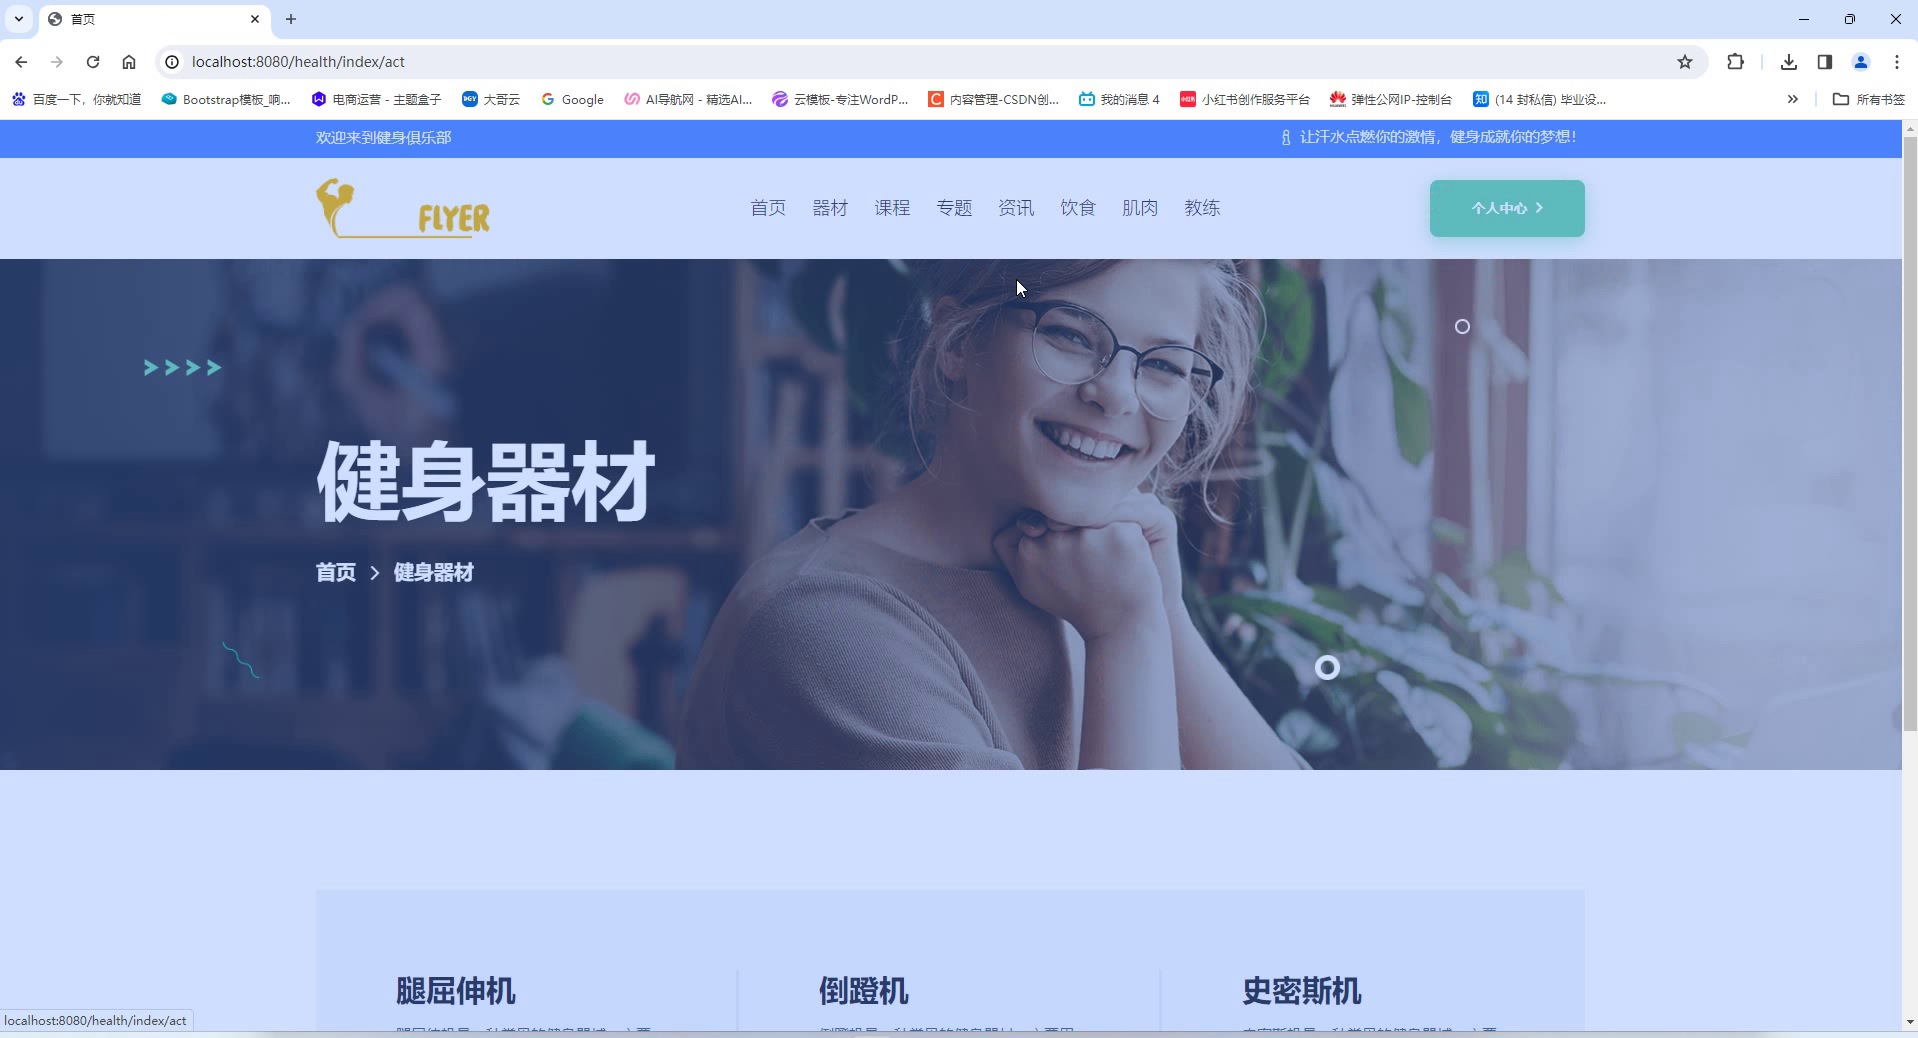 首页
localhost:8080/health/index/act
百度一下，你就知道
Bootstrap模板_响...
电商运营 - 主题盒子
大哥云
Google
AI导航网 - 精选AI...
云模板-专注WordP...
内容管理-CSDN创...
我的消息 4
小红书创作服务平台
弹性公网IP-控制台
(14 封私信) 毕业设...
所有书签
欢迎来到健身俱乐部
让汗水点燃你的激情，健身成就你的梦想！
FLYER
首页
器材
课程
专题
资讯
饮食
肌肉
教练
个人中心
健身器材
首页 > 健身器材
腿屈伸机
倒蹬机
史密斯机
localhost:8080/health/index/act